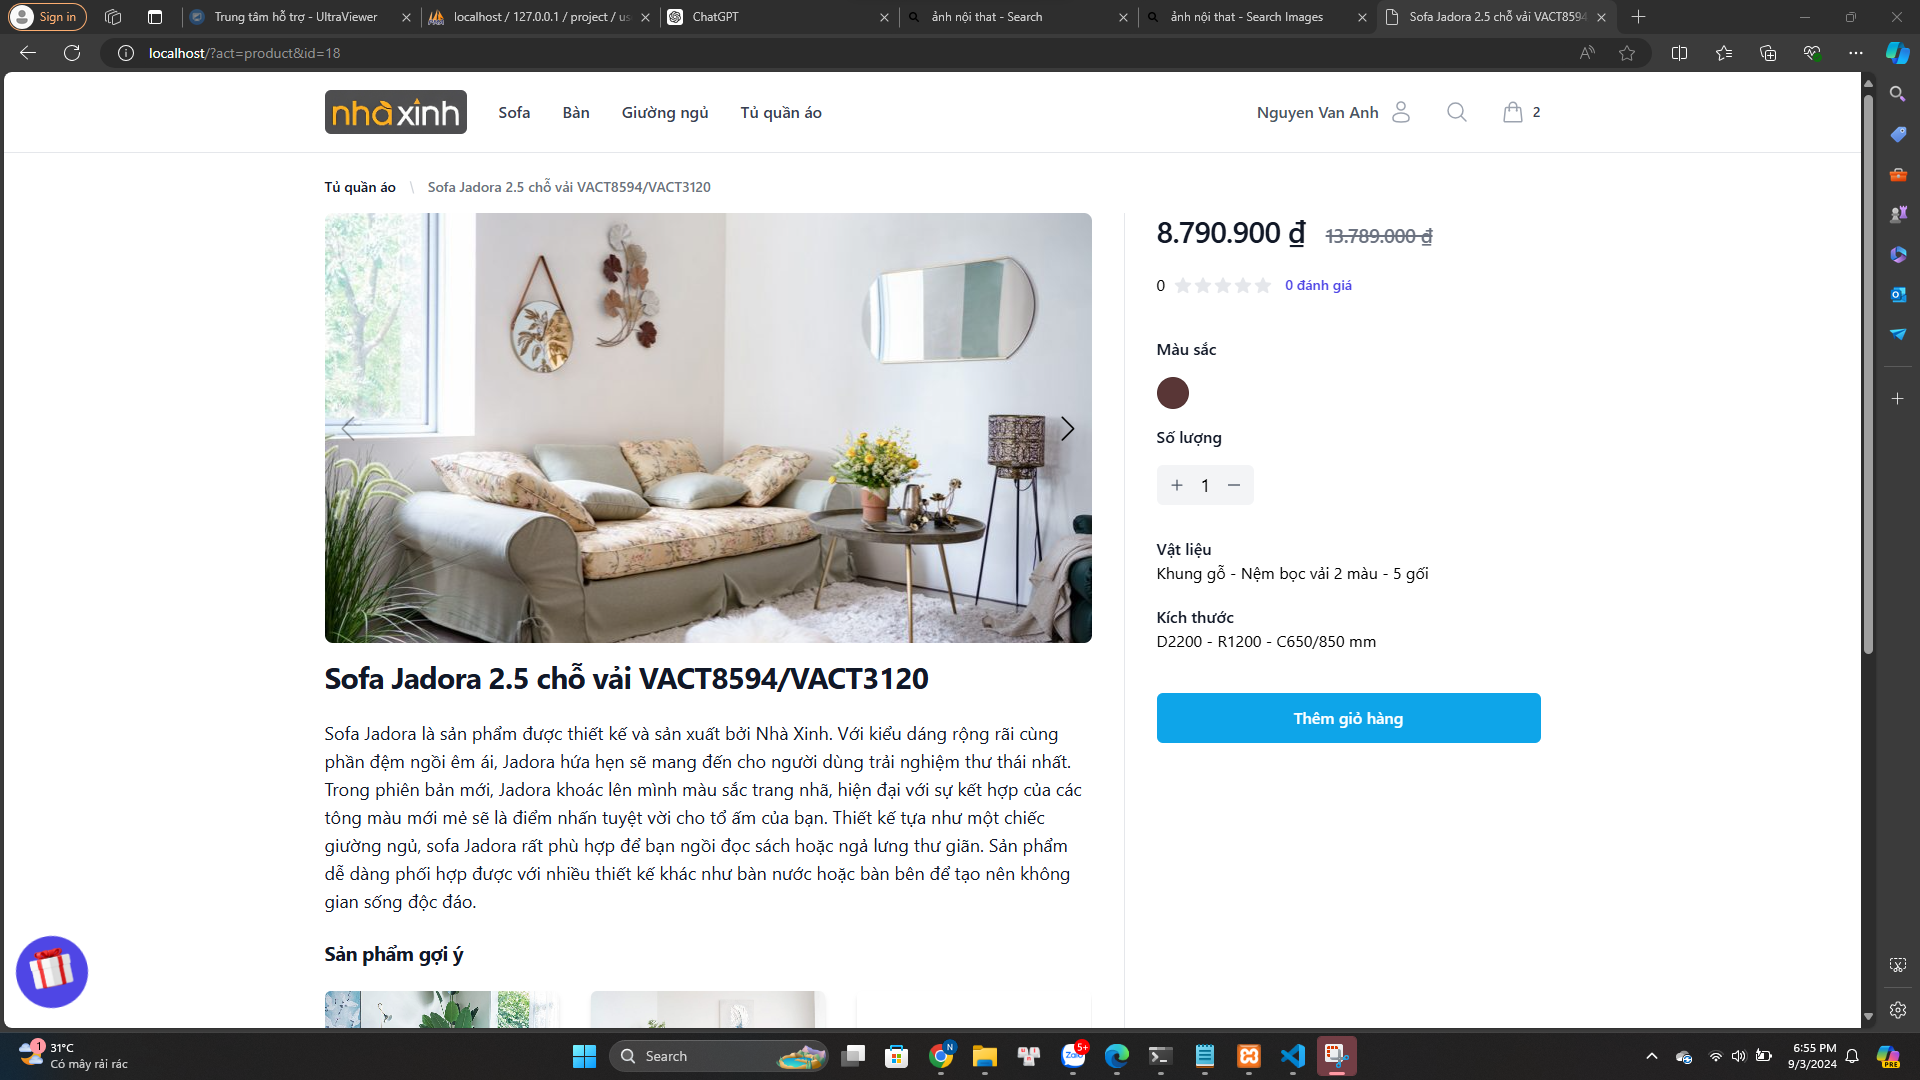 Sign in
Trung tâm hỗ trợ - UltraViewer
localhost / 127.0.0.1 / project / us
ChatGPT
ảnh nội that - Search
ảnh nội that - Search Images
Sofa Jadora 2.5 chỗ vải VACT8594
localhost/?act=product&id=18
nhà xinh
Sofa
Bàn
Giường ngủ
Tủ quần áo
Nguyen Van Anh
2
Tủ quần áo \ Sofa Jadora 2.5 chỗ vải VACT8594/VACT3120
8.790.900 ₫ 13.789.000 ₫
0 0 đánh giá
Màu sắc
Số lượng
+ 1 −
Vật liệu
Khung gỗ - Nệm bọc vải 2 màu - 5 gối
Kích thước
D2200 - R1200 - C650/850 mm
Thêm giỏ hàng
Sofa Jadora 2.5 chỗ vải VACT8594/VACT3120
Sofa Jadora là sản phẩm được thiết kế và sản xuất bởi Nhà Xinh. Với kiểu dáng rộng rãi cùng
phần đệm ngồi êm ái, Jadora hứa hẹn sẽ mang đến cho người dùng trải nghiệm thư thái nhất.
Trong phiên bản mới, Jadora khoác lên mình màu sắc trang nhã, hiện đại với sự kết hợp của các
tông màu mới mẻ sẽ là điểm nhấn tuyệt vời cho tổ ấm của bạn. Thiết kế tựa như một chiếc
giường ngủ, sofa Jadora rất phù hợp để bạn ngồi đọc sách hoặc ngả lưng thư giãn. Sản phẩm
dễ dàng phối hợp được với nhiều thiết kế khác như bàn nước hoặc bàn bên để tạo nên không
gian sống độc đáo.
Sản phẩm gợi ý
1
31°C
Có mây rải rác
Search
N
Zalo
5+
6:55 PM
9/3/2024
PRE